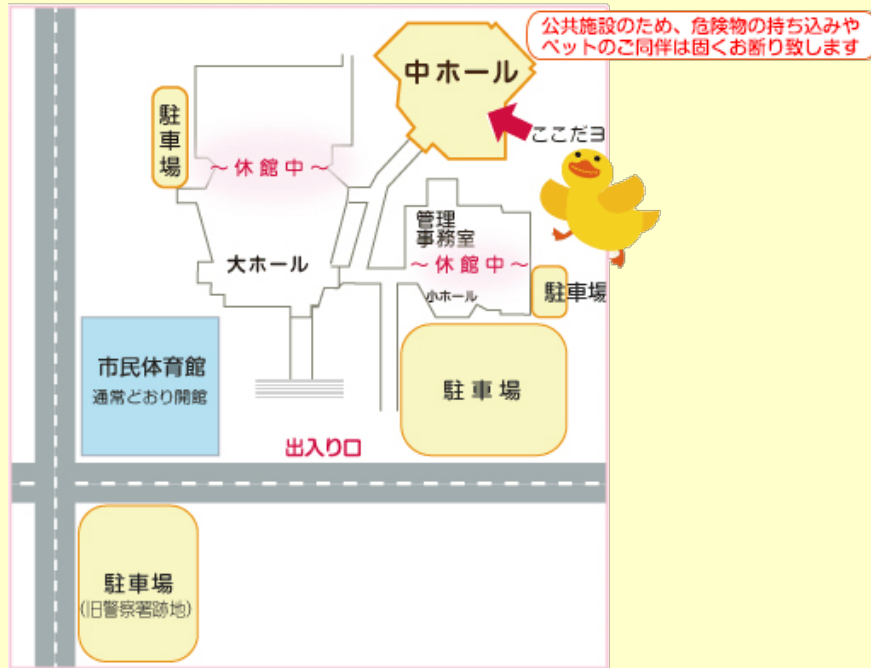 公共施設のため、危険物の持ち込みや
ペットのご同伴は固くお断り致します
中ホール
ここだヨ
駐車場
～休館中～
大ホール
管理
事務室
～休館中～
小ホール
駐車場
市民体育館
通常どおり開館
駐車場
出入り口
駐車場
(旧警察署跡地)